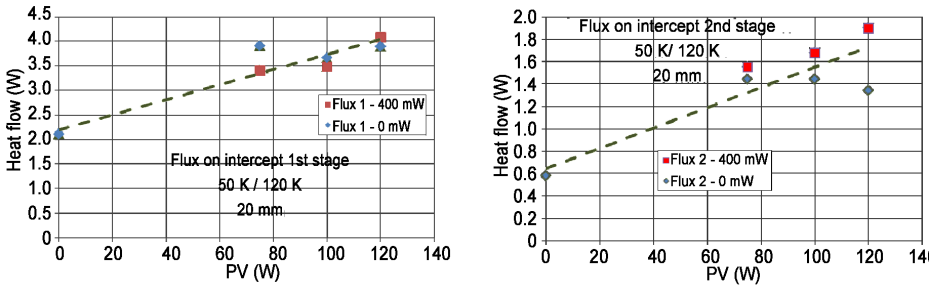 4.5
4.0
3.5
3.0
2.5
2.0
1.5
1.0
0.5
0
Heat flow (W)
Flux 1 - 400 mW
Flux 1 - 0 mW
Flux on intercept 1st stage
50 K / 120 K
20 mm
0 20 40 60 80 100 120 140
PV (W)
2.0
1.8
1.6
1.4
1.2
1.0
0.8
0.6
0.4
0.2
0
Heat flow (W)
Flux on intercept 2nd stage
50 K/ 120 K
20 mm
Flux 2 - 400 mW
Flux 2 - 0 mW
0 20 40 60 80 100 120 140
PV (W)